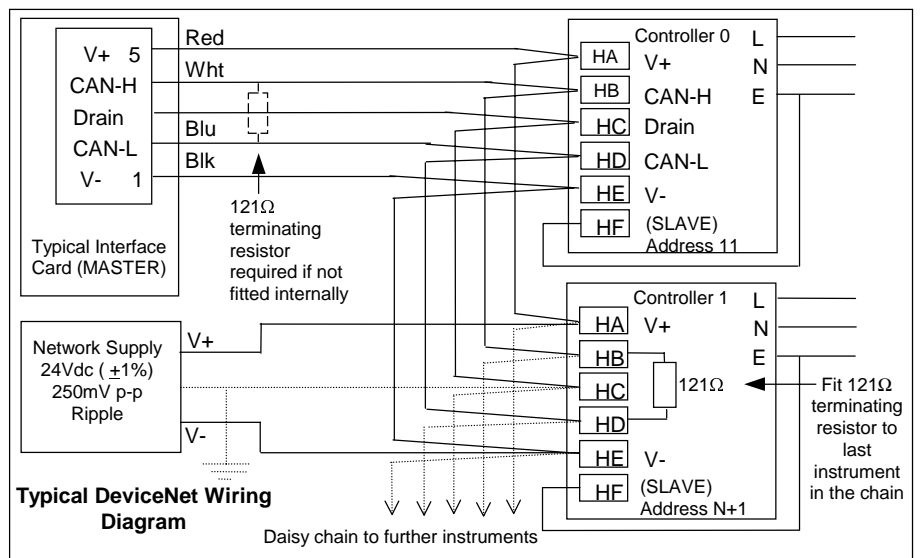 V+ 5
CAN-H
Drain
CAN-L
V- 1
Typical Interface
Card (MASTER)
Red
Wht
Blu
Blk
121Ω
terminating
resistor
required if not
fitted internally
Controller 0
HA V+
HB CAN-H
HC Drain
HD CAN-L
HE V-
HF (SLAVE)
Address 11
L
N
E
Network Supply
24Vdc ( ±1%)
250mV p-p
Ripple
V+
V-
Controller 1
HA V+
HB
HC
HD
HE V-
HF (SLAVE)
Address N+1
121Ω
L
N
E
Fit 121Ω
terminating
resistor to
last
instrument
in the chain
Typical DeviceNet Wiring
Diagram
Daisy chain to further instruments